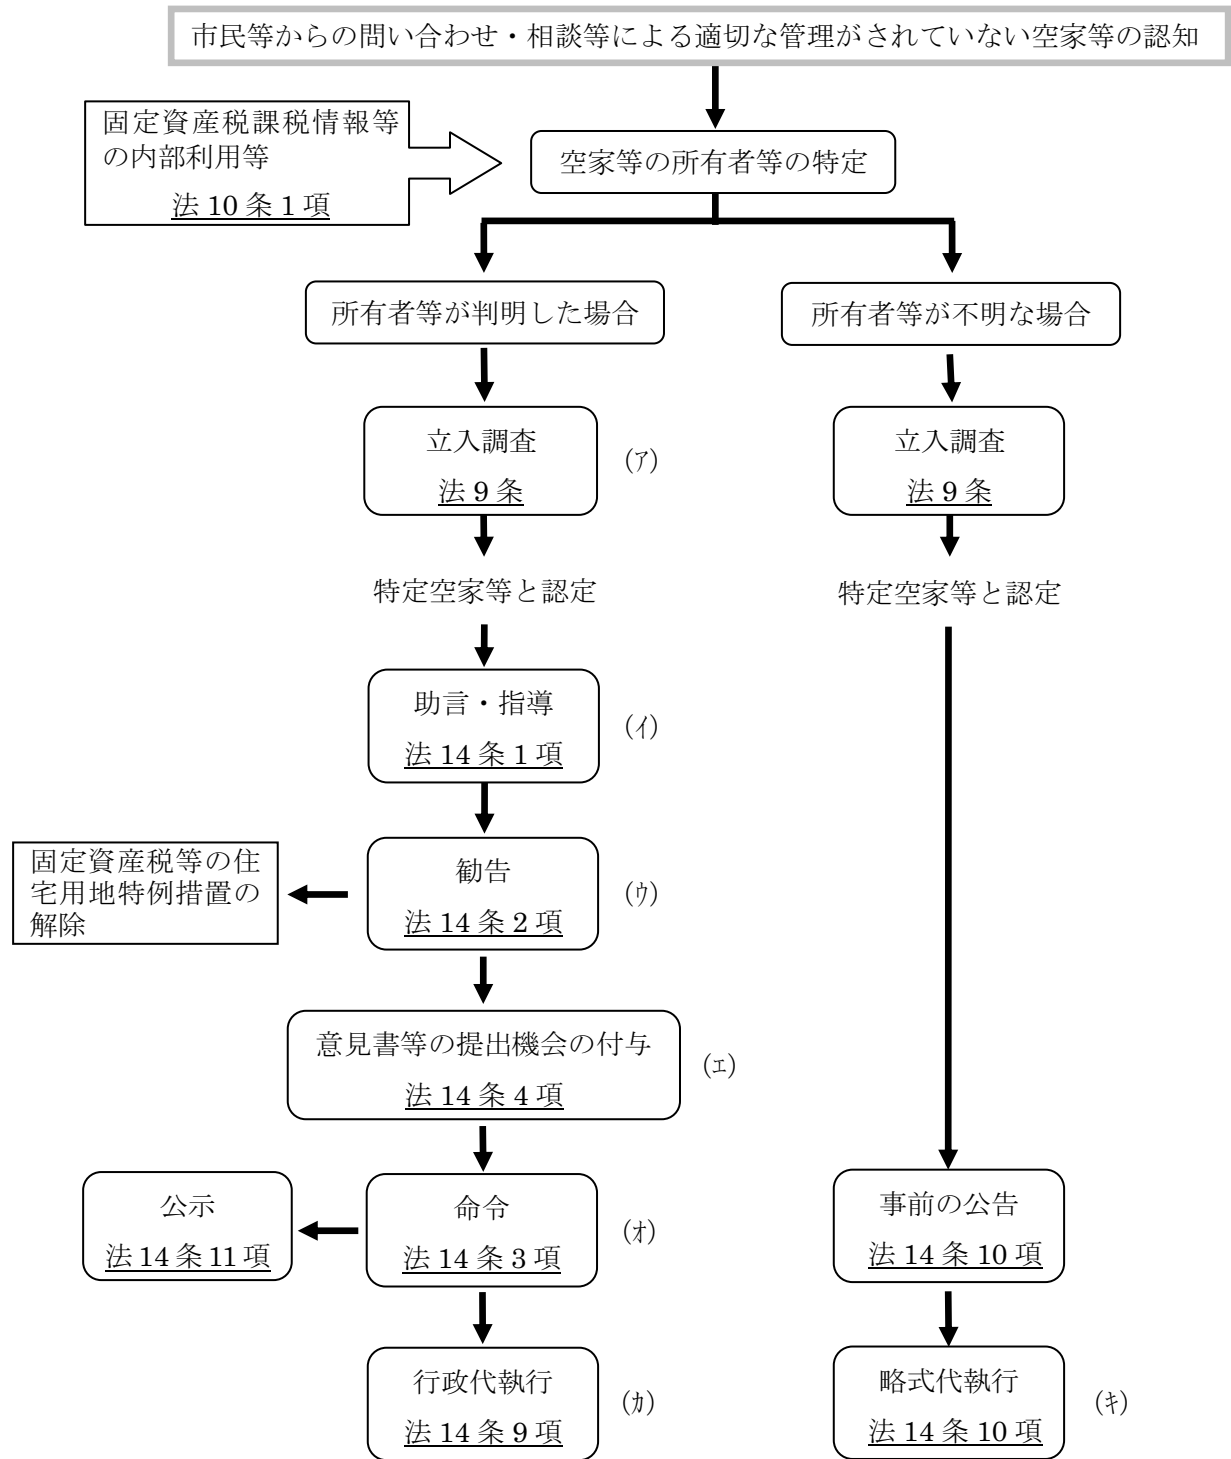 市民等からの問い合わせ・相談等による適切な管理がされていない空家等の認知
固定資産税課税情報等
の内部利用等
法 10 条 1 項
空家等の所有者等の特定
所有者等が判明した場合
所有者等が不明な場合
立入調査
法 9 条
(ｱ)
立入調査
法 9 条
特定空家等と認定
特定空家等と認定
助言・指導
法 14 条 1 項
(ｲ)
固定資産税等の住
宅用地特例措置の
解除
勧告
法 14 条 2 項
(ｳ)
意見書等の提出機会の付与
法 14 条 4 項
(ｴ)
公示
法 14 条 11 項
命令
法 14 条 3 項
(ｵ)
事前の公告
法 14 条 10 項
行政代執行
法 14 条 9 項
(ｶ)
略式代執行
法 14 条 10 項
(ｷ)